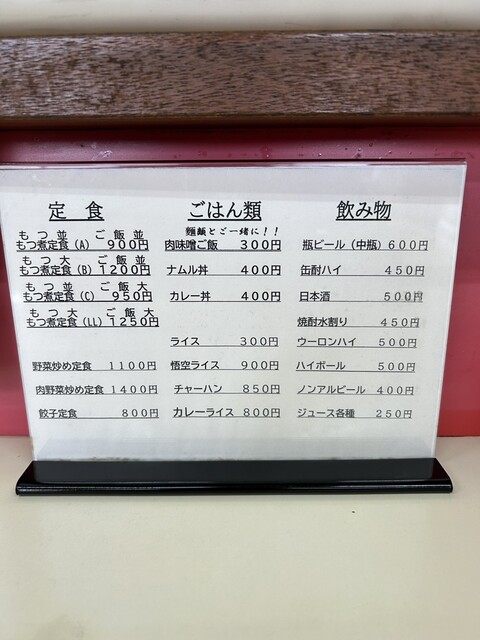 定　食
もつ並　ご飯並
もつ煮定食（A）　９００円
もつ大　ご飯並
もつ煮定食（B）１２００円
もつ並　ご飯大
もつ煮定食（C）　９５０円
もつ大　ご飯大
もつ煮定食（LL）１２５０円
野菜炒め定食　１１００円
肉野菜炒め定食　１４００円
餃子定食　８００円
ごはん類
麺類とご一緒に！！
肉味噌ご飯　３００円
ナムル丼　４００円
カレー丼　４００円
ライス　３００円
悟空ライス　９００円
チャーハン　８５０円
カレーライス　８００円
飲み物
瓶ビール（中瓶）６００円
缶酎ハイ　４５０円
日本酒　５００円
焼酎水割り　４５０円
ウーロンハイ　５００円
ハイボール　５００円
ノンアルビール　４００円
ジュース各種　２５０円